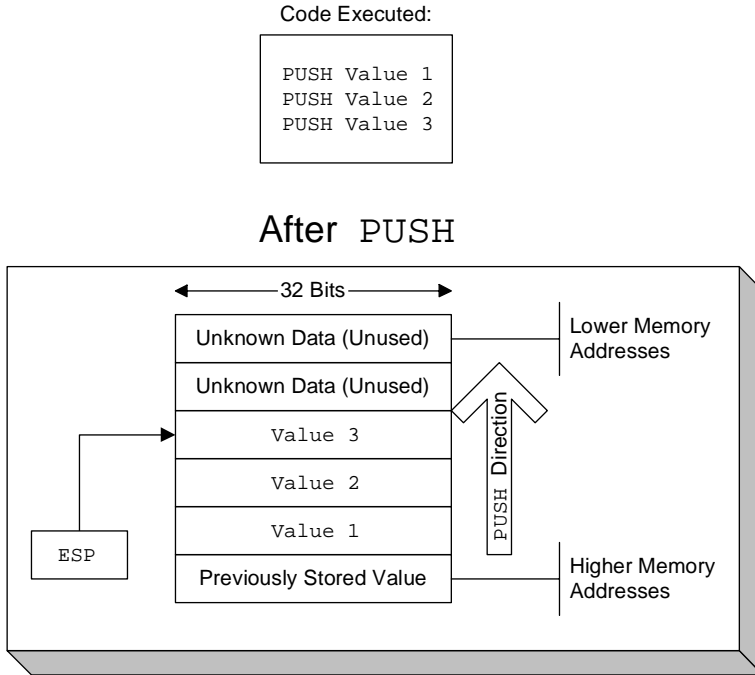 Code Executed:
PUSH Value 1
PUSH Value 2
PUSH Value 3
After PUSH
32 Bits
Unknown Data (Unused)
Lower Memory
Addresses
Unknown Data (Unused)
Value 3
PUSH Direction
Value 2
Value 1
ESP
Previously Stored Value
Higher Memory
Addresses